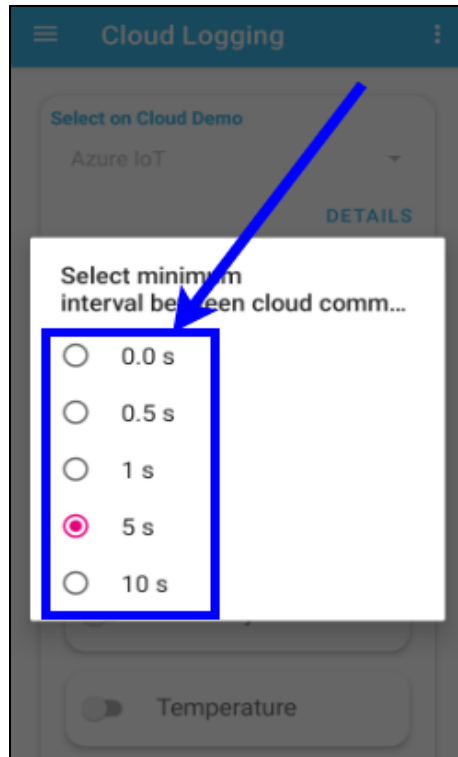 Cloud Logging
Select on Cloud Demo
Azure IoT
DETAILS
Select minimum
interval between cloud comm...
0.0 s
0.5 s
1 s
5 s
10 s
Temperature